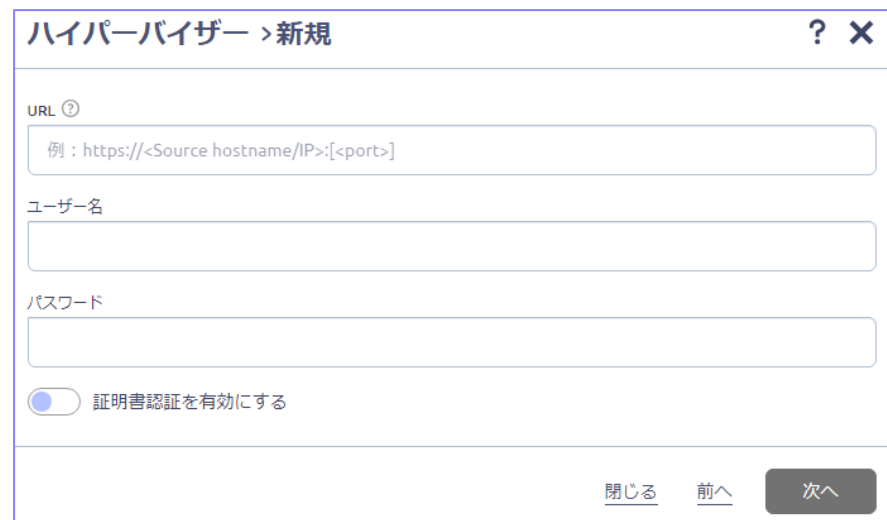 ハイパーバイザー >新規 ? ×
URL ?
例：https://<Source hostname/IP>:[<port>]
ユーザー名
パスワード
証明書認証を有効にする
閉じる 前へ 次へ